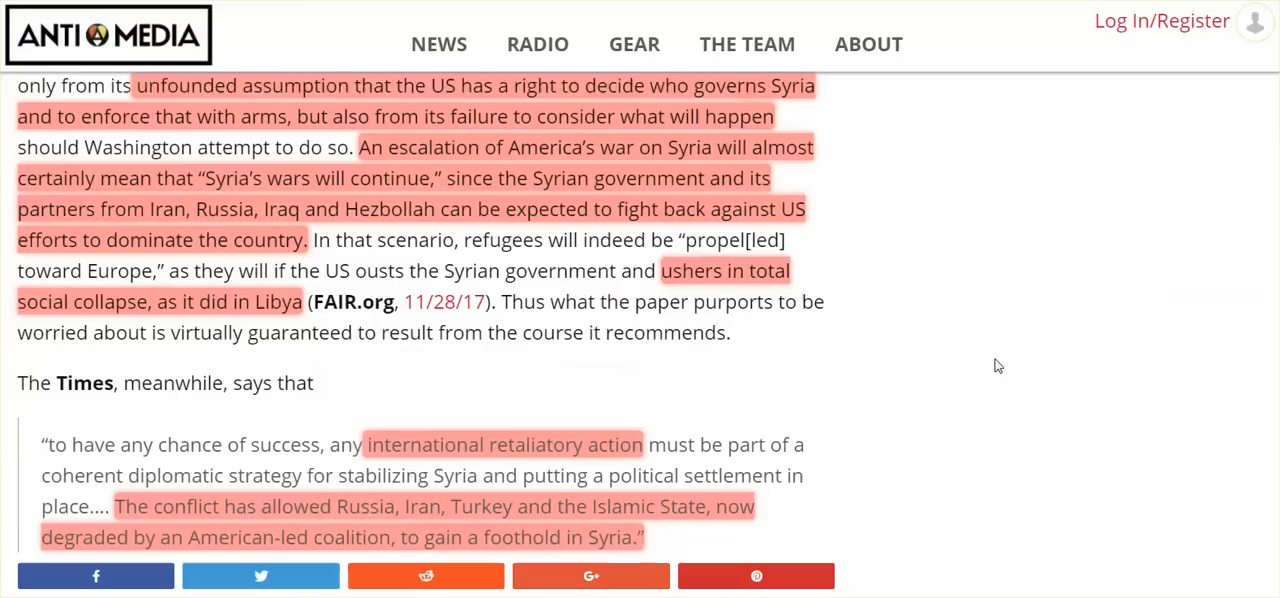 ANTI MEDIA
NEWS RADIO GEAR THE TEAM ABOUT
Log In/Register
only from its unfounded assumption that the US has a right to decide who governs Syria
and to enforce that with arms, but also from its failure to consider what will happen
should Washington attempt to do so. An escalation of America’s war on Syria will almost
certainly mean that “Syria’s wars will continue,” since the Syrian government and its
partners from Iran, Russia, Iraq and Hezbollah can be expected to fight back against US
efforts to dominate the country. In that scenario, refugees will indeed be “propel[led]
toward Europe,” as they will if the US ousts the Syrian government and ushers in total
social collapse, as it did in Libya (FAIR.org, 11/28/17). Thus what the paper purports to be
worried about is virtually guaranteed to result from the course it recommends.
The Times, meanwhile, says that
“to have any chance of success, any international retaliatory action must be part of a
coherent diplomatic strategy for stabilizing Syria and putting a political settlement in
place.... The conflict has allowed Russia, Iran, Turkey and the Islamic State, now
degraded by an American-led coalition, to gain a foothold in Syria.”
G+